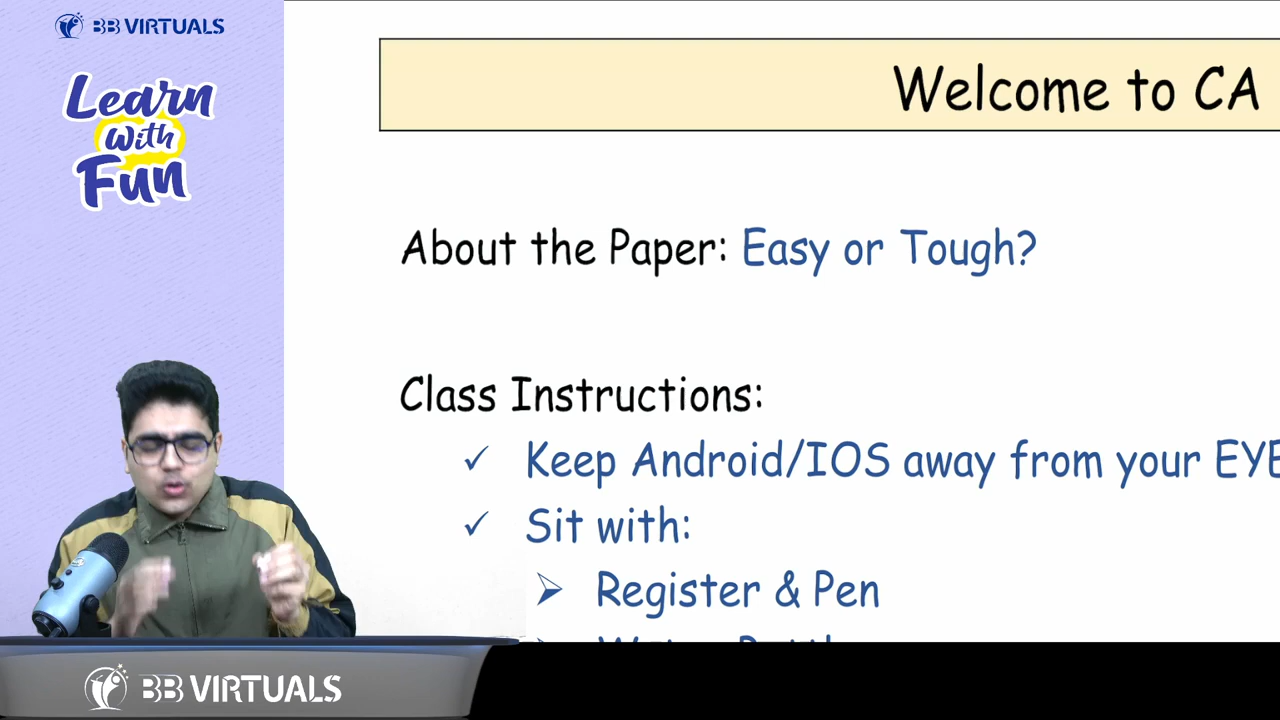 BB VIRTUALS
Learn
With
Fun
Welcome to CA
About the Paper: Easy or Tough?
Class Instructions:
✓ Keep Android/IOS away from your EYE
✓ Sit with:
➢ Register & Pen
BB VIRTUALS